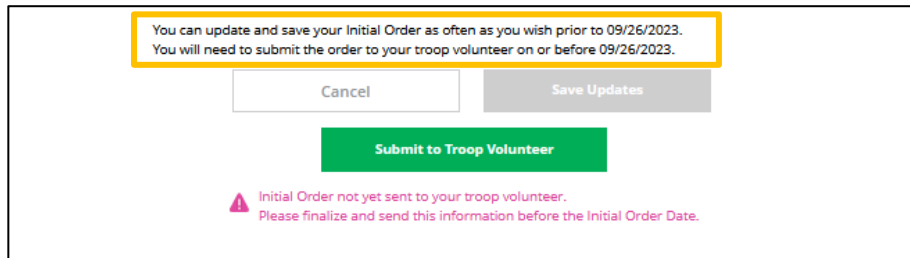 You can update and save your Initial Order as often as you wish prior to 09/26/2023.
You will need to submit the order to your troop volunteer on or before 09/26/2023.
Cancel
Save Updates
Submit to Troop Volunteer
Initial Order not yet sent to your troop volunteer.
Please finalize and send this information before the Initial Order Date.